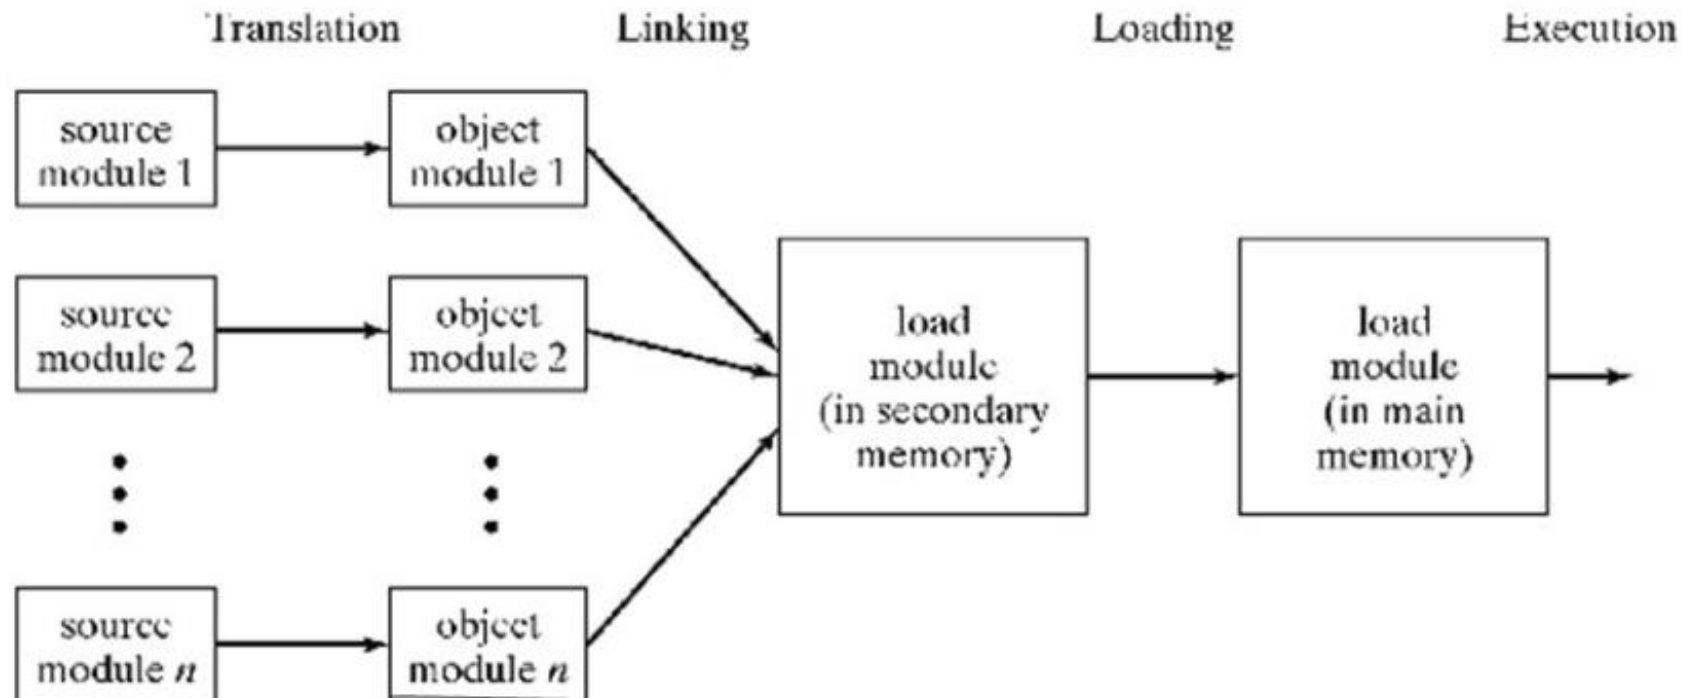 Translation Linking Loading Execution
source
module 1
object
module 1
source
module 2
object
module 2
load
module
(in secondary
memory)
load
module
(in main
memory)
source
module n
object
module n